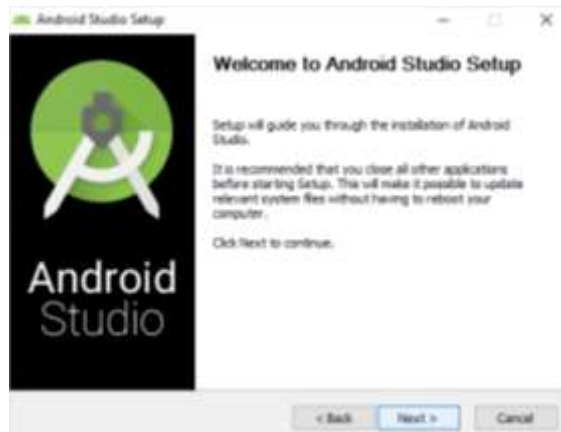 Android Studio Setup
Welcome to Android Studio Setup
Setup will guide you through the installation of Android
Studio.
It is recommended that you close all other applications
before starting Setup. This will make it possible to update
relevant system files without having to reboot your
computer.
Click Next to continue.
Android
Studio
< Back
Next >
Cancel